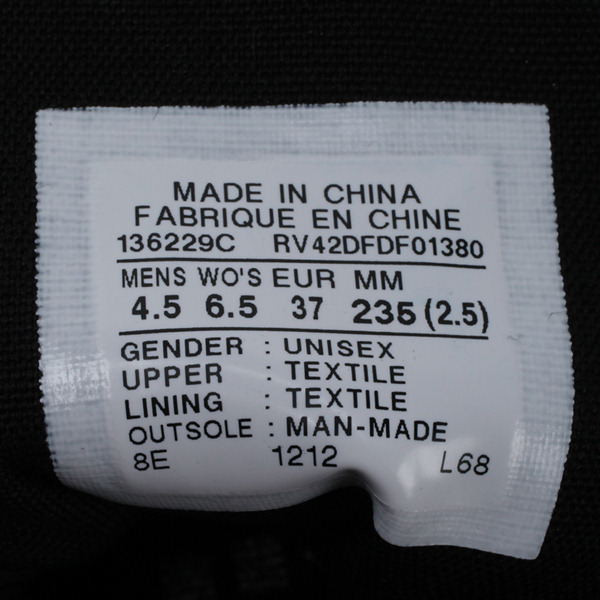 MADE IN CHINA
FABRIQUE EN CHINE
136229C RV42DFDF01380
MENS WO'S EUR MM
4.5 6.5 37 235 (2.5)
GENDER : UNISEX
UPPER : TEXTILE
LINING : TEXTILE
OUTSOLE : MAN-MADE
8E 1212 L68